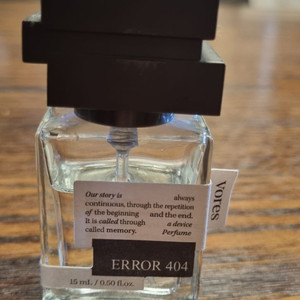 Our story is always
continuous, through the repetition
of the beginning and the end.
It is called through a device
called memory. Perfume
vores
ERROR 404
15 mL / 0.50 fl.oz.